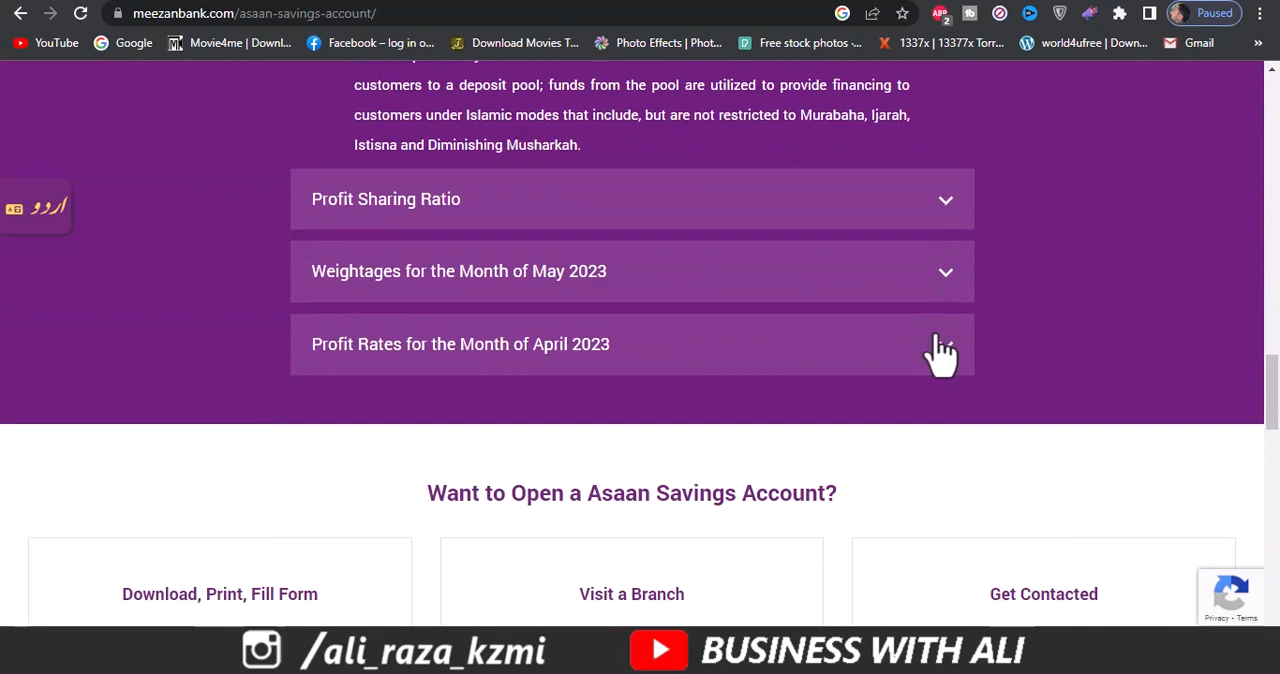 meezanbank.com/asaan-savings-account/
Paused
YouTube Google Movie4me | Downl... Facebook – log in o... Download Movies T... Photo Effects | Phot... Free stock photos -... 1337x | 13377x Torr... world4ufree | Down... Gmail »
customers to a deposit pool; funds from the pool are utilized to provide financing to
customers under Islamic modes that include, but are not restricted to Murabaha, Ijarah,
Istisna and Diminishing Musharkah.
Profit Sharing Ratio
اردو
Weightages for the Month of May 2023
Profit Rates for the Month of April 2023
Want to Open a Asaan Savings Account?
Download, Print, Fill Form
Visit a Branch
Get Contacted
Privacy - Terms
/ali_raza_kzmi
BUSINESS WITH ALI